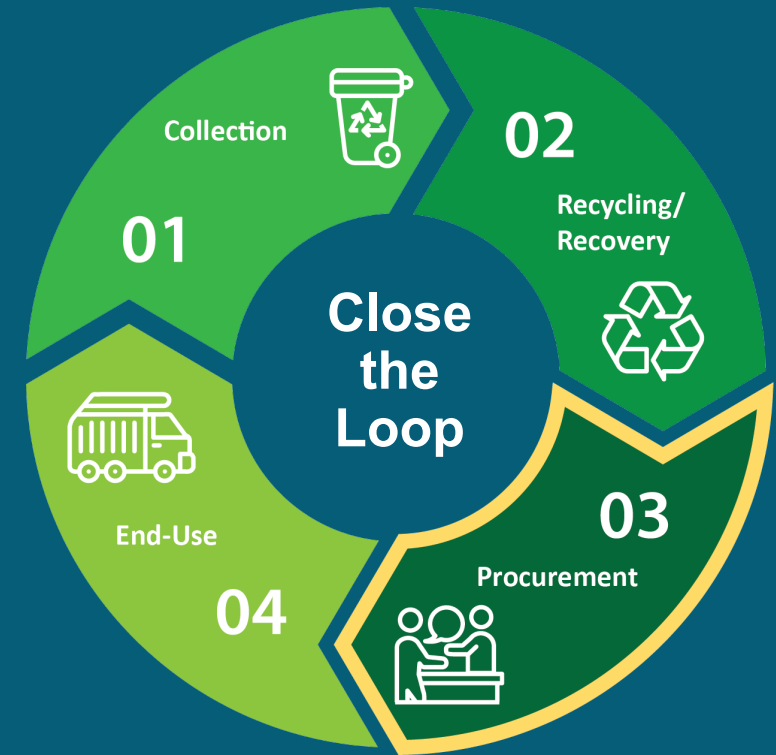 Collection
01
02
Recycling/
Recovery
Close
the
Loop
03
Procurement
End-Use
04